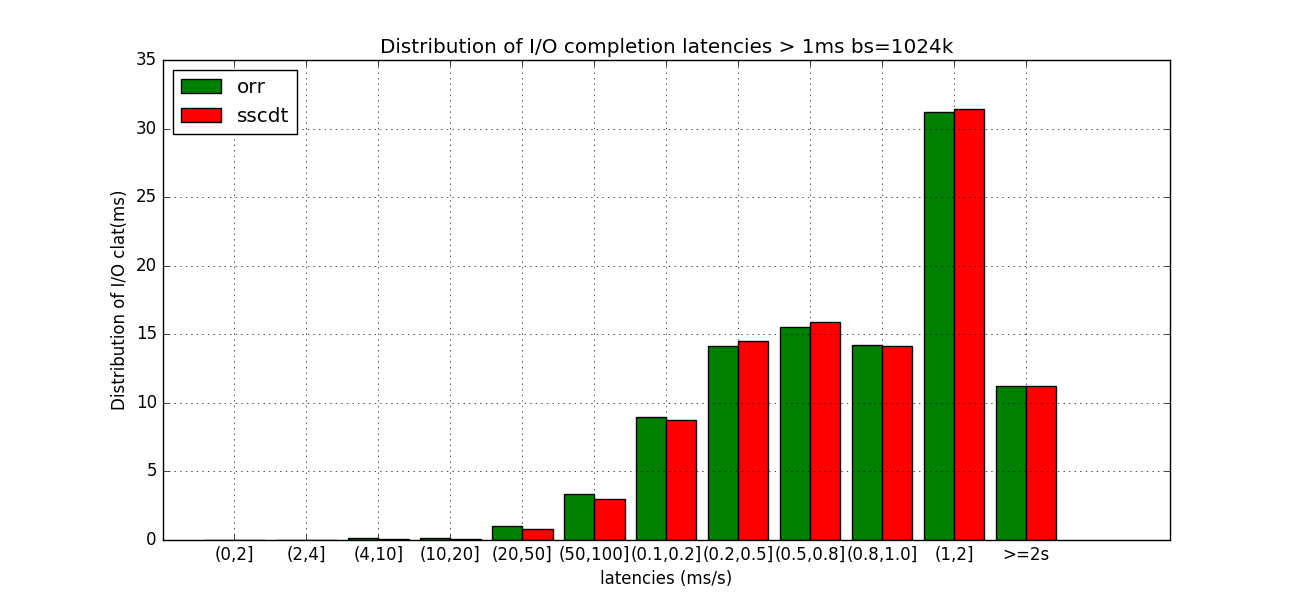 Distribution of I/O completion latencies > 1ms bs=1024k
orr
sscdt
Distribution of I/O clat(ms)
35
30
25
20
15
10
5
0
(0,2] (2,4] (4,10] (10,20] (20,50] (50,100] (0.1,0.2] (0.2,0.5] (0.5,0.8] (0.8,1.0] (1,2] >=2s
latencies (ms/s)